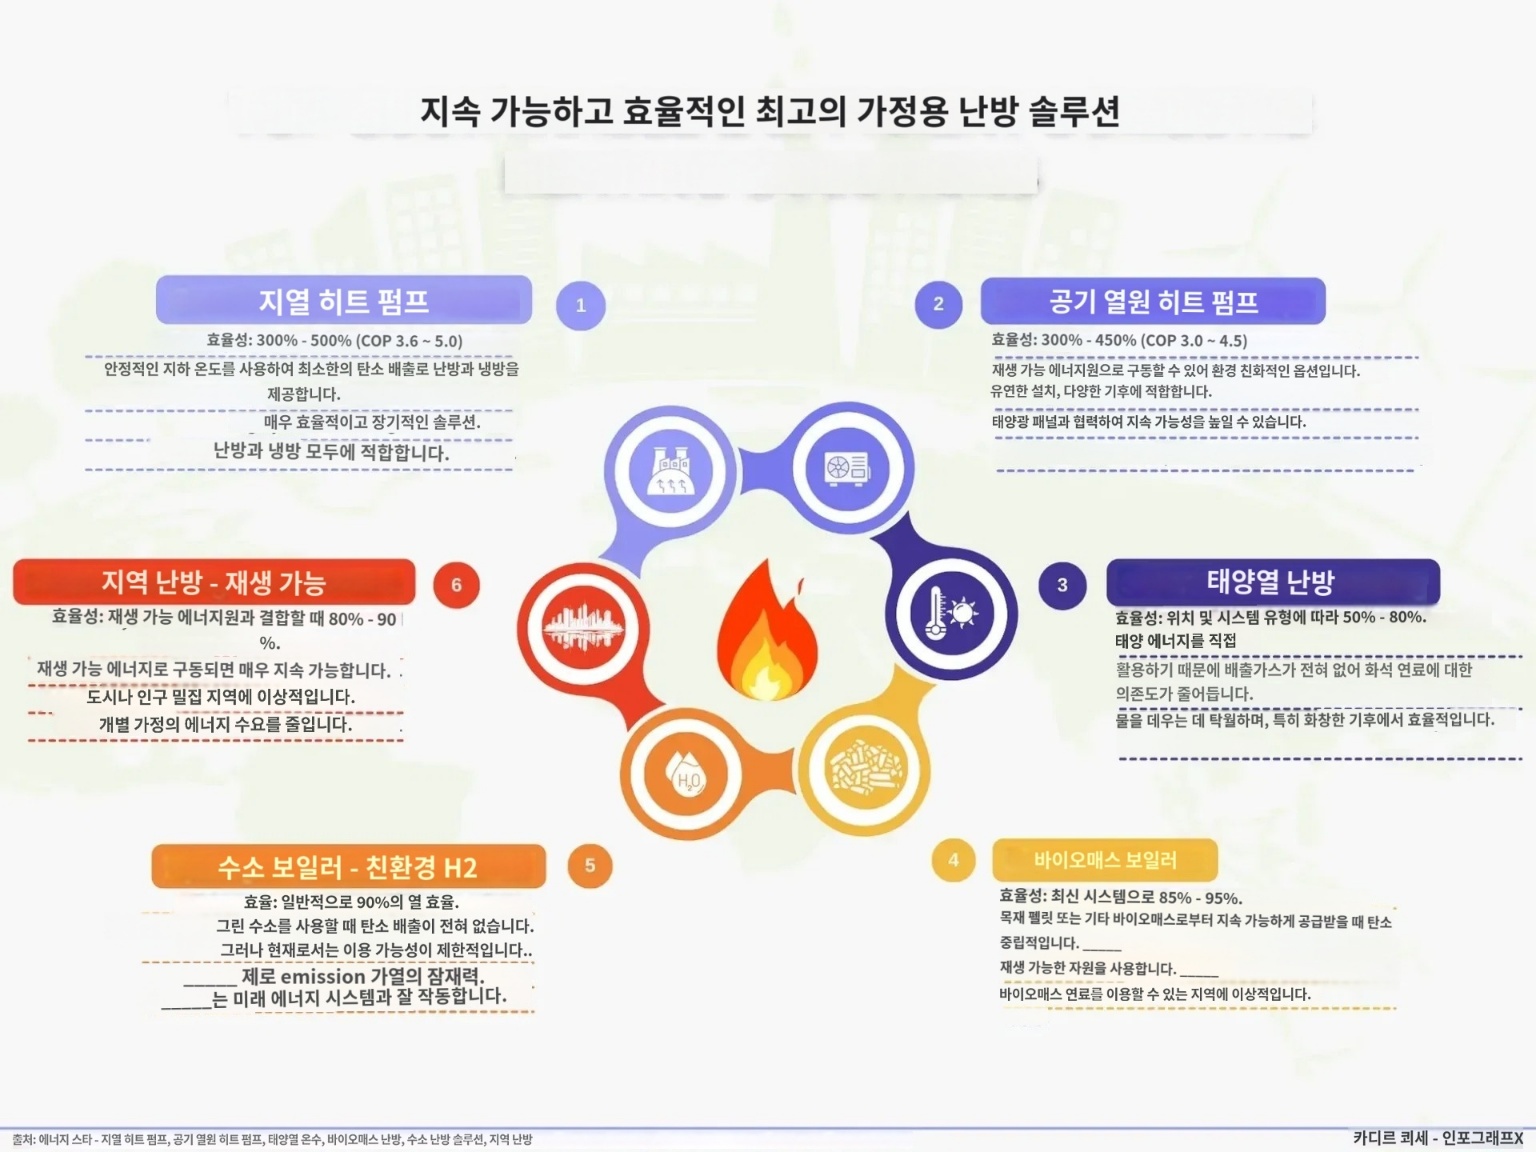 지속 가능하고 효율적인 최고의 가정용 난방 솔루션
지열 히트 펌프
1
효율성: 300% - 500% (COP 3.6 ~ 5.0)
안정적인 지하 온도를 사용하여 최소한의 탄소 배출로 난방과 냉방을
제공합니다.
매우 효율적이고 장기적인 솔루션.
난방과 냉방 모두에 적합합니다.
2
공기 열원 히트 펌프
효율성: 300% - 450% (COP 3.0 ~ 4.5)
재생 가능 에너지원으로 구동할 수 있어 환경 친화적인 옵션입니다.
유연한 설치, 다양한 기후에 적합합니다.
태양광 패널과 협력하여 지속 가능성을 높일 수 있습니다.
3
태양열 난방
효율성: 위치 및 시스템 유형에 따라 50% - 80%.
태양 에너지를 직접
활용하기 때문에 배출가스가 전혀 없어 화석 연료에 대한
의존도가 줄어듭니다.
물을 데우는 데 탁월하며, 특히 화창한 기후에서 효율적입니다.
4
바이오매스 보일러
효율성: 최신 시스템으로 85% - 95%.
목재 펠릿 또는 기타 바이오매스로부터 지속 가능하게 공급받을 때 탄소
중립적입니다. _____
재생 가능한 자원을 사용합니다. _____
바이오매스 연료를 이용할 수 있는 지역에 이상적입니다.
수소 보일러 - 친환경 H2
5
효율: 일반적으로 90%의 열 효율.
그린 수소를 사용할 때 탄소 배출이 전혀 없습니다.
그러나 현재로서는 이용 가능성이 제한적입니다..
_____ 제로 emission 가열의 잠재력.
_____는 미래 에너지 시스템과 잘 작동합니다.
지역 난방 - 재생 가능
6
효율성: 재생 가능 에너지원과 결합할 때 80% - 90
%.
재생 가능 에너지로 구동되면 매우 지속 가능합니다.
도시나 인구 밀집 지역에 이상적입니다.
개별 가정의 에너지 수요를 줄입니다.
H₂O
출처: 에너지 스타 - 지열 히트 펌프, 공기 열원 히트 펌프, 태양열 온수, 바이오매스 난방, 수소 난방 솔루션, 지역 난방
카디르 쾨세 - 인포그래프X